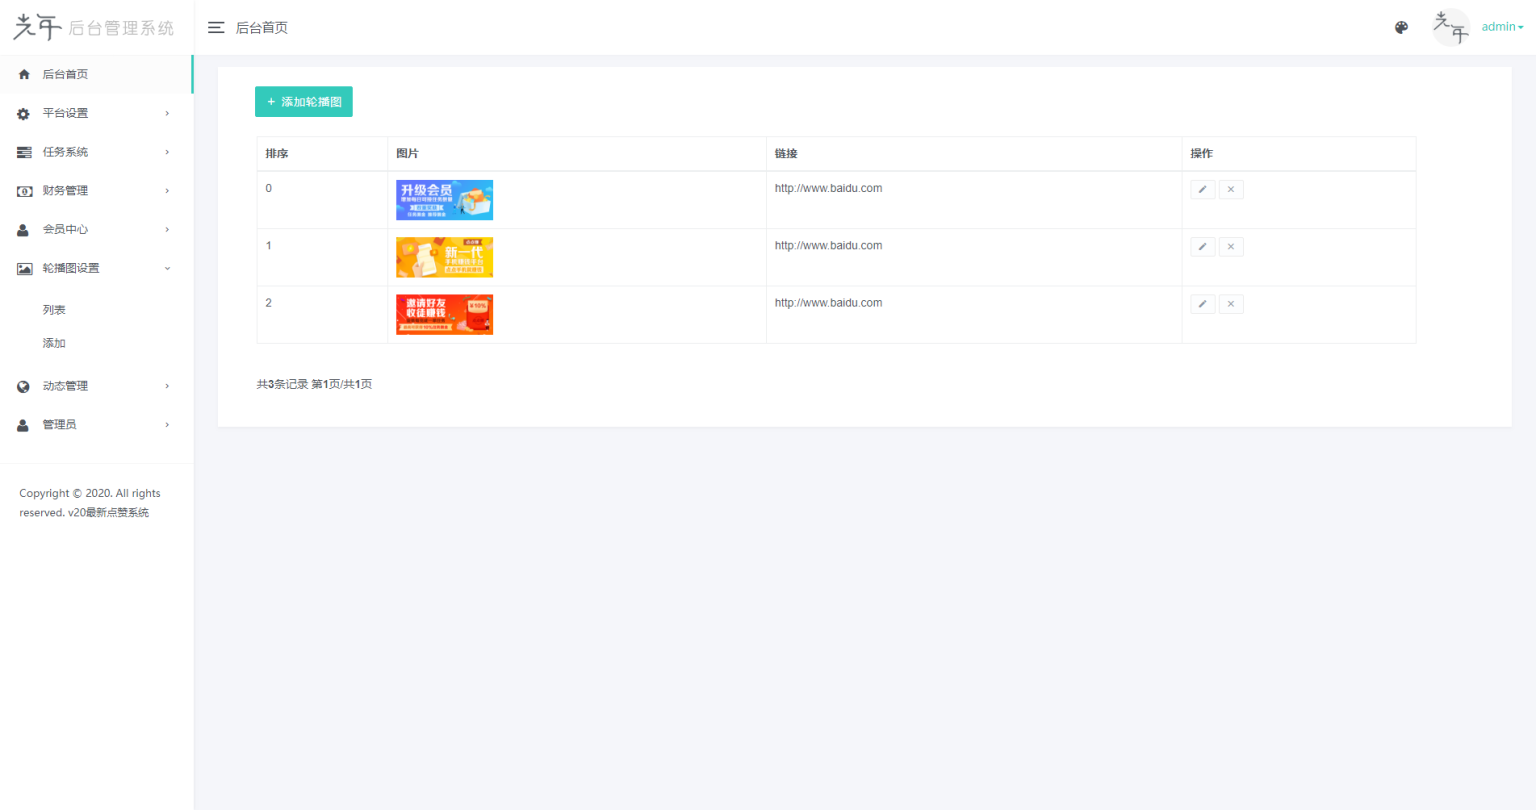 光年 后台管理系统
后台首页
admin
后台首页
平台设置
任务系统
财务管理
会员中心
轮播图设置
列表
添加
动态管理
管理员
Copyright © 2020. All rights
reserved. v20最新点赞系统
+ 添加轮播图
排序 图片 链接 操作
0 http://www.baidu.com
升级会员
1 http://www.baidu.com
新一代
2 http://www.baidu.com
邀请好友
收徒赚钱
共3条记录 第1页/共1页